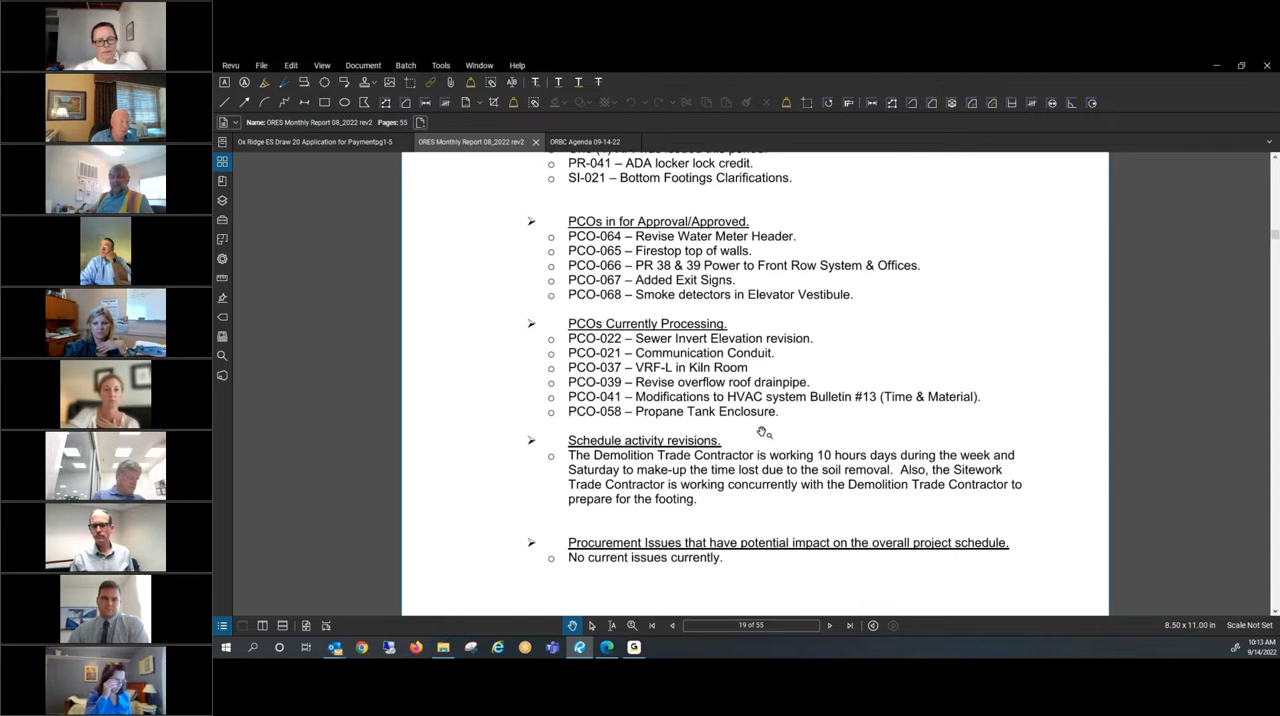 Revu File Edit View Document Batch Tools Window Help
Name: ORES Monthly Report 08_2022 rev2 Pages: 55
Ox Ridge ES Draw 20 Application for Paymentpg1-5 ORES Monthly Report 08_2022 rev2 ORBC Agenda 09-14-22
o PR-041 – ADA locker lock credit.
o SI-021 – Bottom Footings Clarifications.
➢ PCOs in for Approval/Approved.
o PCO-064 – Revise Water Meter Header.
o PCO-065 – Firestop top of walls.
o PCO-066 – PR 38 & 39 Power to Front Row System & Offices.
o PCO-067 – Added Exit Signs.
o PCO-068 – Smoke detectors in Elevator Vestibule.
➢ PCOs Currently Processing.
o PCO-022 – Sewer Invert Elevation revision.
o PCO-021 – Communication Conduit.
o PCO-037 – VRF-L in Kiln Room
o PCO-039 – Revise overflow roof drainpipe.
o PCO-041 – Modifications to HVAC system Bulletin #13 (Time & Material).
o PCO-058 – Propane Tank Enclosure.
➢ Schedule activity revisions.
o The Demolition Trade Contractor is working 10 hours days during the week and
Saturday to make-up the time lost due to the soil removal. Also, the Sitework
Trade Contractor is working concurrently with the Demolition Trade Contractor to
prepare for the footing.
➢ Procurement Issues that have potential impact on the overall project schedule.
o No current issues currently.
19 of 55 8.50 x 11.00 in Scale Not Set
10:13 AM
9/14/2022